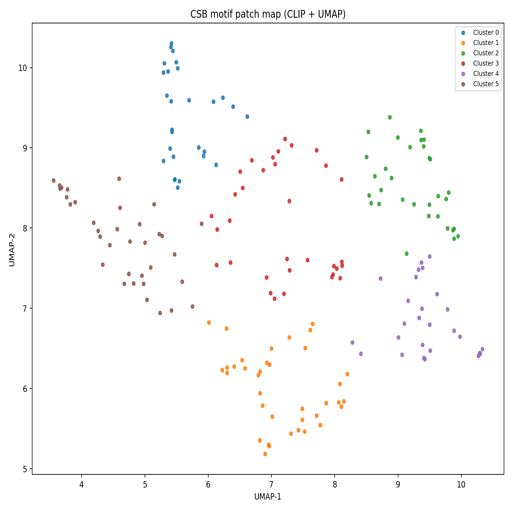 CSB motif patch map (CLIP + UMAP)
Cluster 0
Cluster 1
Cluster 2
Cluster 3
Cluster 4
Cluster 5
10
9
8
7
6
5
UMAP-2
4 5 6 7 8 9 10
UMAP-1